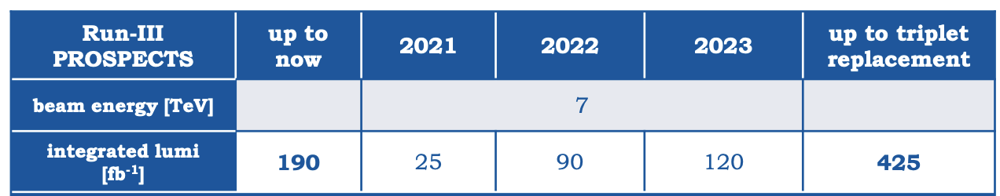 Run-III
PROSPECTS
up to
now
2021
2022
2023
up to triplet
replacement
beam energy [TeV]
7
integrated lumi
[fb⁻¹]
190
25
90
120
425